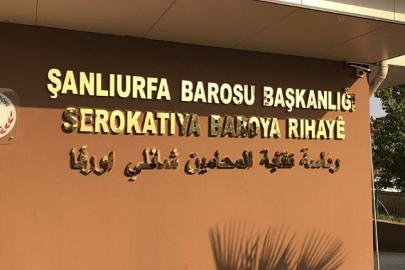 ŞANLIURFA BAROSU BAŞKANLIĞI
SEROKATIYA BAROYA RIHAYÊ
رئاسة نقابة المحامين شانلي اورفا